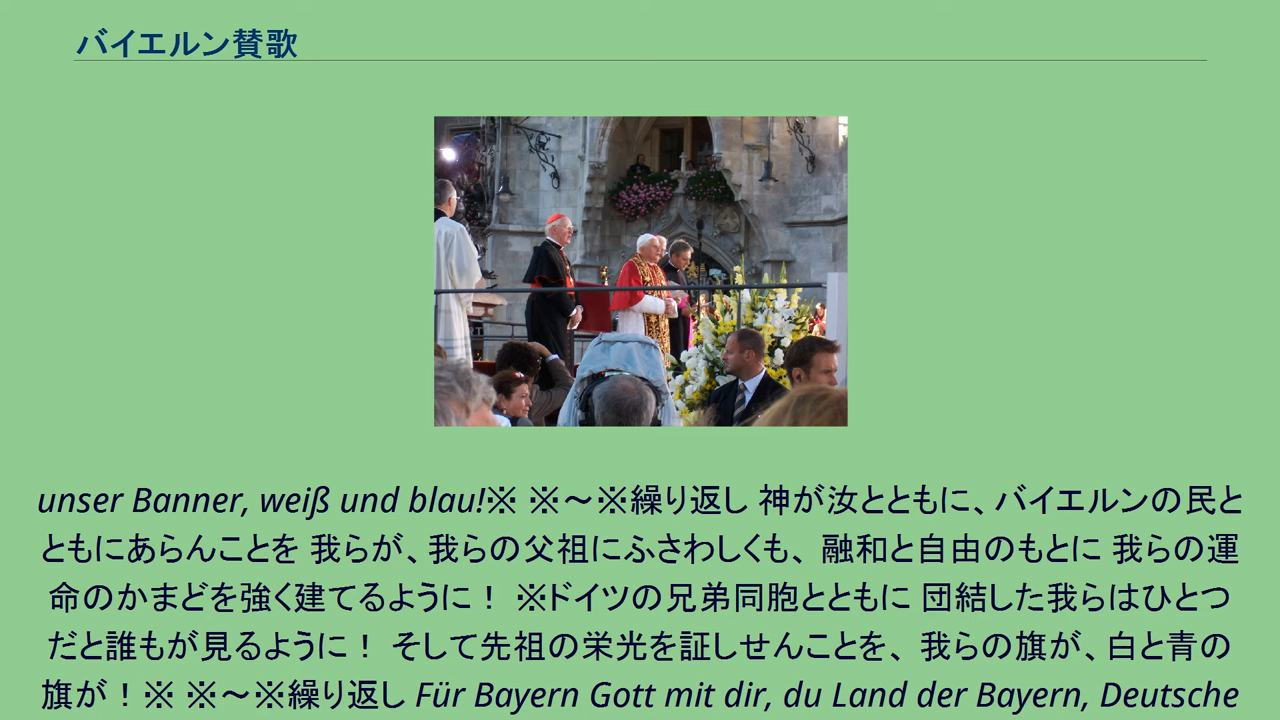 バイエルン賛歌
unser Banner, weiß und blau!※ ※～※繰り返し 神が汝とともに、バイエルンの民と
ともにあらんことを 我らが、我らの父祖にふさわしくも、融和と自由のもとに 我らの運
命のかまどを強く建てるように！ ※ドイツの兄弟同胞とともに 団結した我らはひとつ
だと誰もが見るように！ そして先祖の栄光を証しせんことを、我らの旗が、白と青の
旗が！※ ※～※繰り返し Für Bayern Gott mit dir, du Land der Bayern, Deutsche